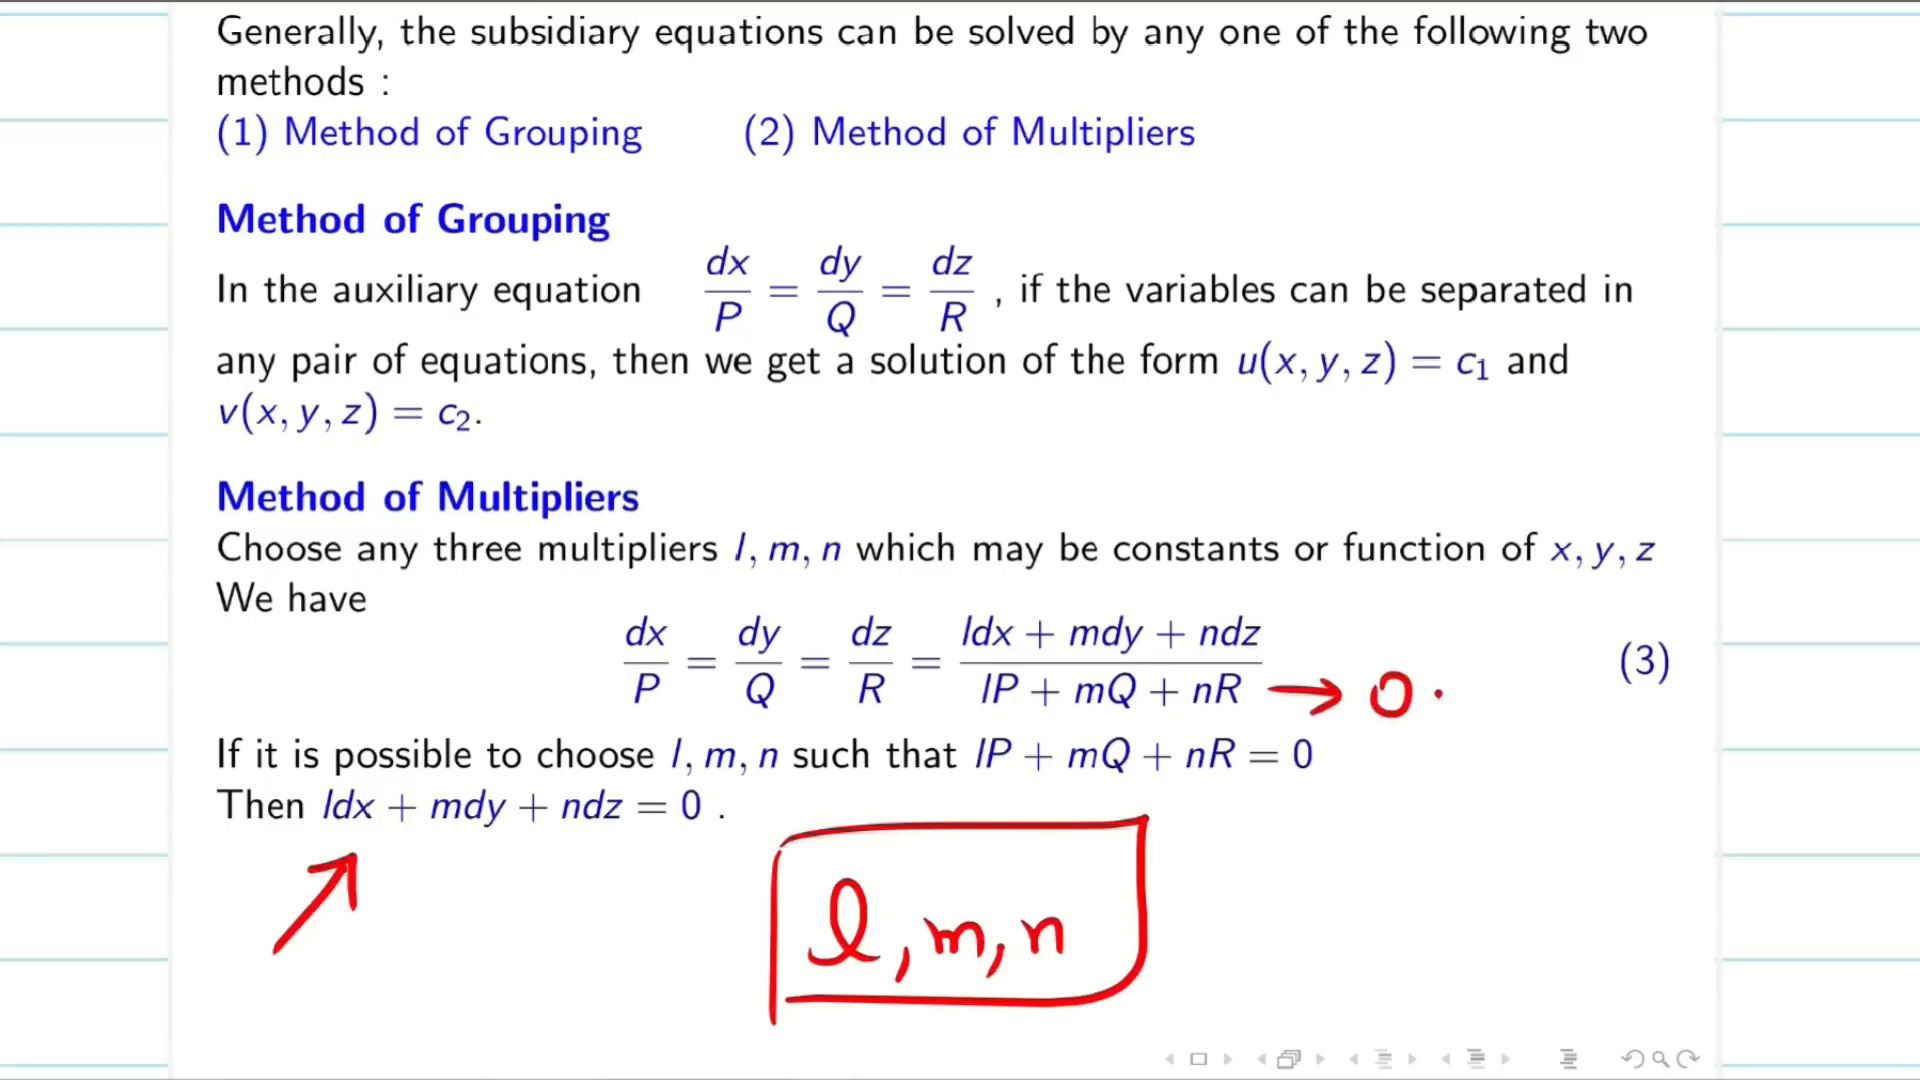 Generally, the subsidiary equations can be solved by any one of the following two
methods :
(1) Method of Grouping (2) Method of Multipliers
Method of Grouping
In the auxiliary equation dx/P = dy/Q = dz/R , if the variables can be separated in
any pair of equations, then we get a solution of the form u(x, y, z) = c₁ and
v(x, y, z) = c₂.
Method of Multipliers
Choose any three multipliers l, m, n which may be constants or function of x, y, z
We have
dx/P = dy/Q = dz/R = (ldx + mdy + ndz)/(lP + mQ + nR) → 0 . (3)
If it is possible to choose l, m, n such that lP + mQ + nR = 0
Then ldx + mdy + ndz = 0 .
l, m, n